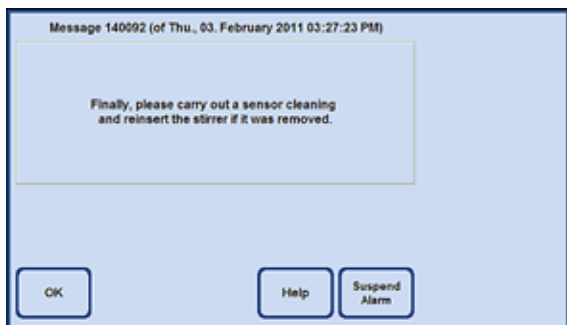 Message 140092 (of Thu., 03. February 2011 03:27:23 PM)
Finally, please carry out a sensor cleaning
and reinsert the stirrer if it was removed.
OK
Help
Suspend
Alarm